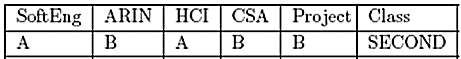 SoftEng ARIN HCI CSA Project Class
A B A B B SECOND